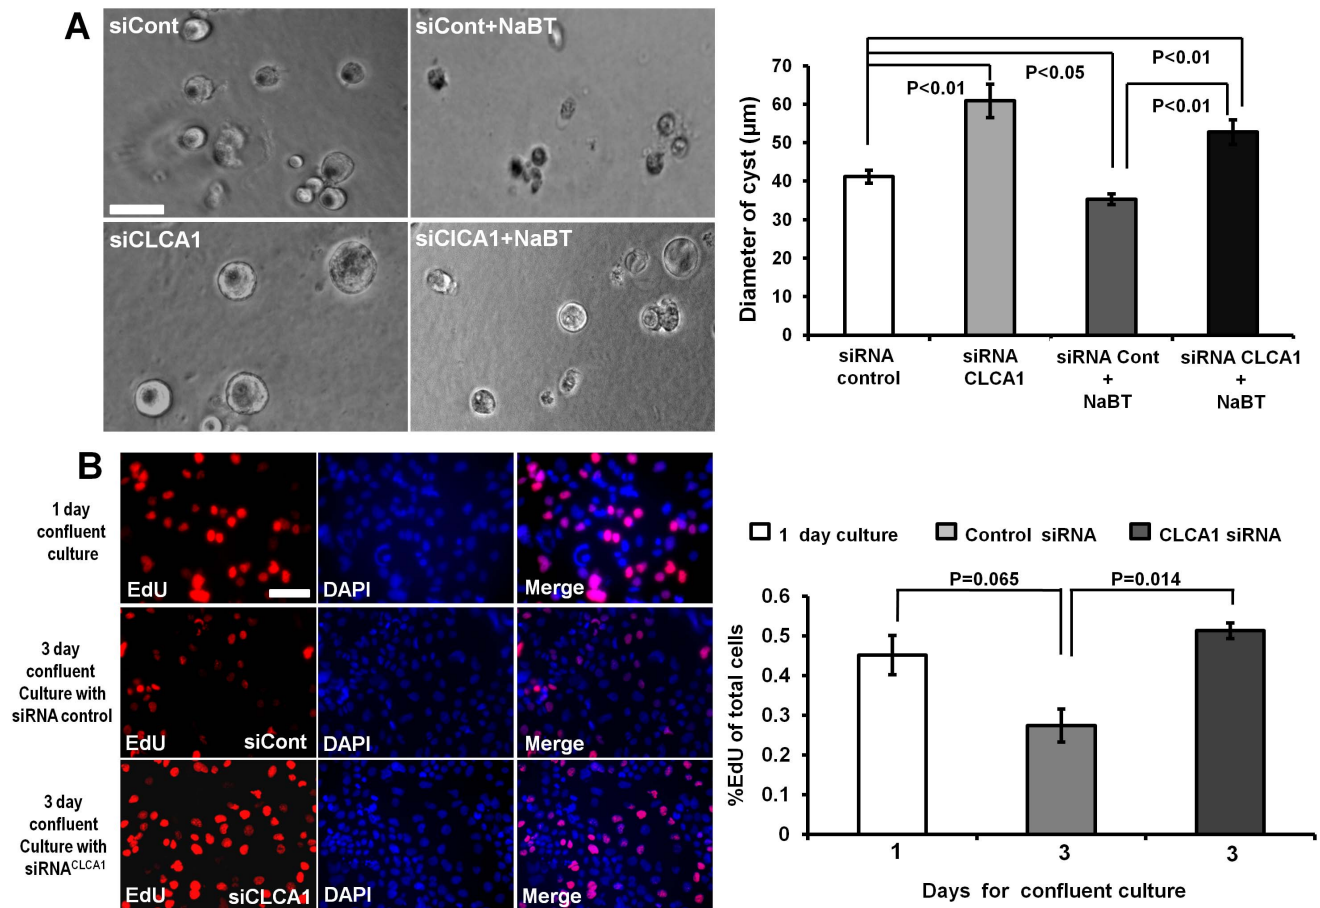 A
siCont
siCont+NaBT
siCLCA1
siClCA1+NaBT
Diameter of cyst (µm)
70
60
50
40
30
20
10
0
P<0.01
P<0.05
P<0.01
P<0.01
siRNA
control
siRNA
CLCA1
siRNA Cont
+
NaBT
siRNA CLCA1
+
NaBT
B
1 day
confluent
culture
EdU
DAPI
Merge
3 day
confluent
Culture with
siRNA control
EdU
siCont
DAPI
Merge
3 day
confluent
Culture with
siRNACLCA1
EdU
siCLCA1
DAPI
Merge
1 day culture
Control siRNA
CLCA1 siRNA
P=0.065
P=0.014
%EdU of total cells
0.6
0.5
0.4
0.3
0.2
0.1
0
1
3
3
Days for confluent culture